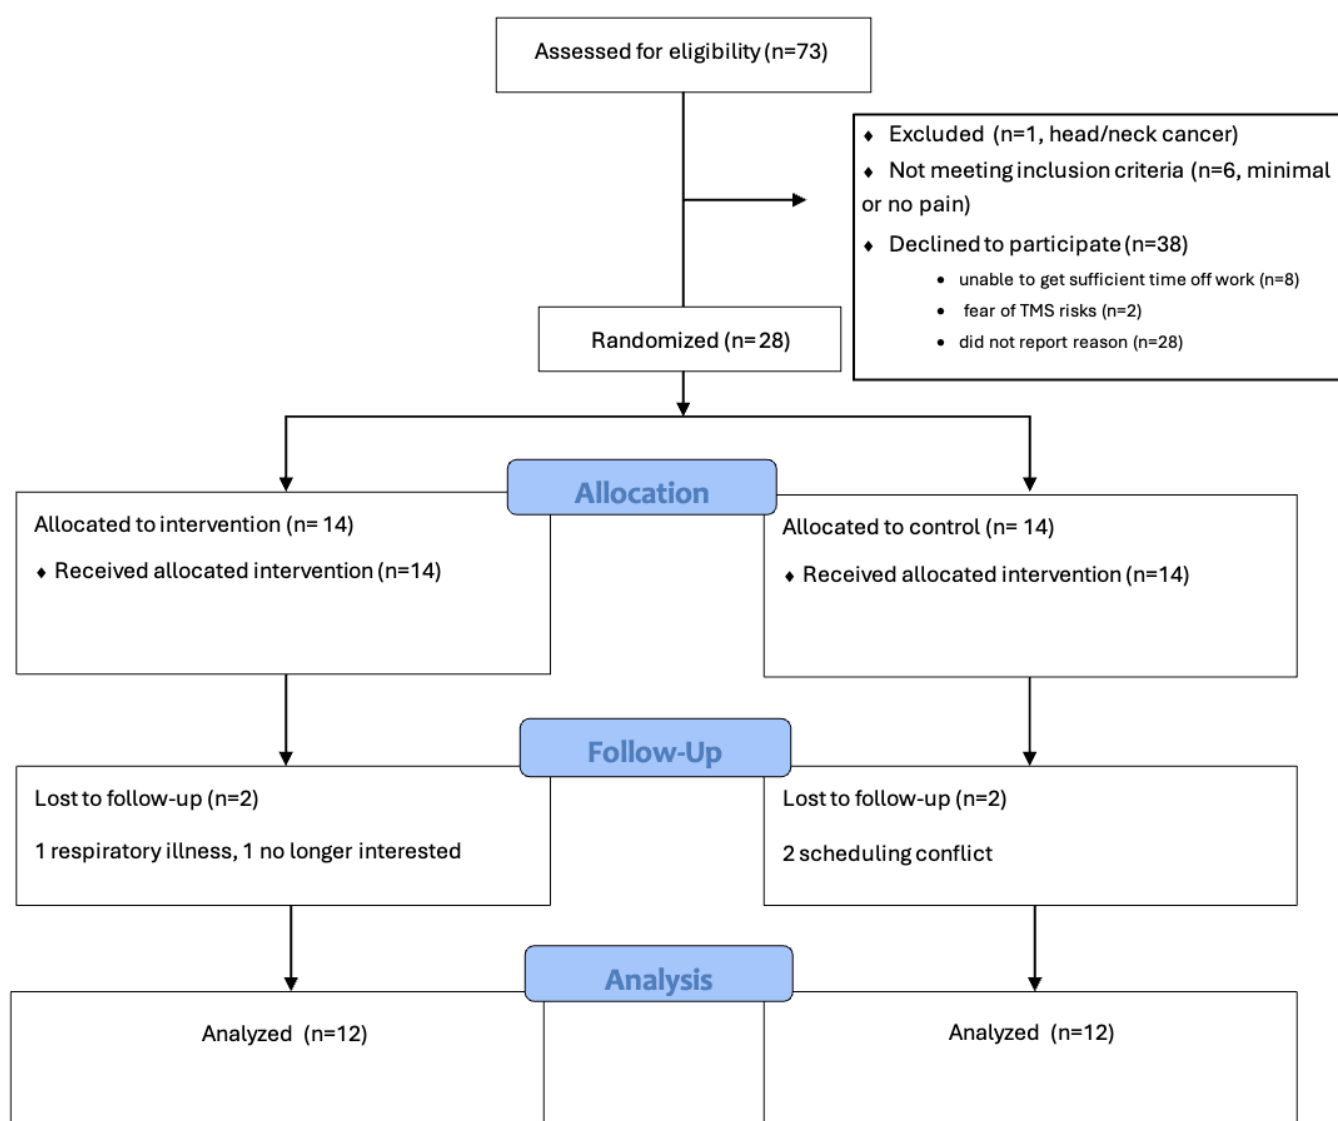 Assessed for eligibility (n=73)
♦ Excluded (n=1, head/neck cancer)
♦ Not meeting inclusion criteria (n=6, minimal
or no pain)
♦ Declined to participate (n=38)
• unable to get sufficient time off work (n=8)
• fear of TMS risks (n=2)
• did not report reason (n=28)
Randomized (n= 28)
Allocation
Allocated to intervention (n= 14)
♦ Received allocated intervention (n=14)
Allocated to control (n= 14)
♦ Received allocated intervention (n=14)
Follow-Up
Lost to follow-up (n=2)
1 respiratory illness, 1 no longer interested
Lost to follow-up (n=2)
2 scheduling conflict
Analysis
Analyzed (n=12)
Analyzed (n=12)